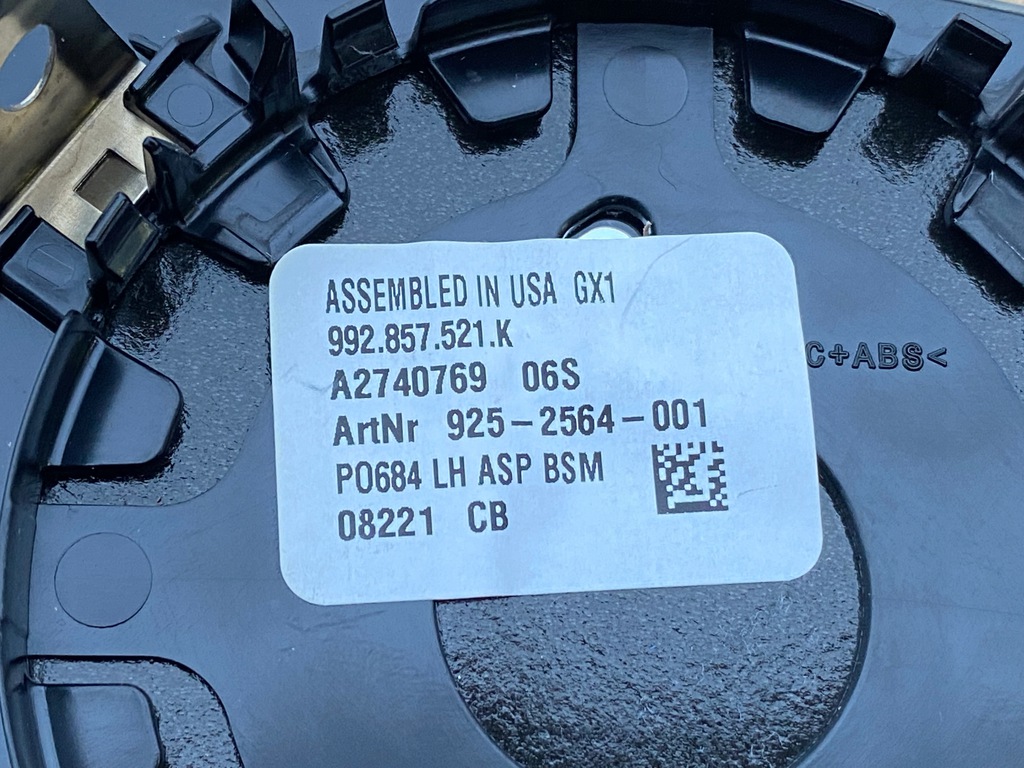 ASSEMBLED IN USA GX1
992.857.521.K
A2740769 06S
ArtNr 925-2564-001
P0684 LH ASP BSM
08221 CB
C+ABS<